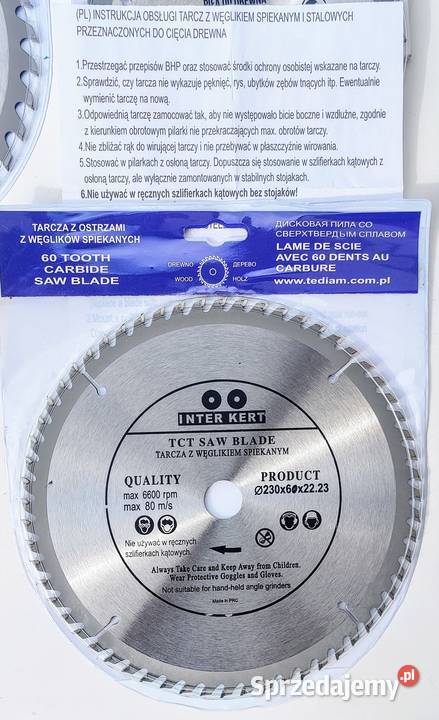 (PL) INSTRUKCJA OBSŁUGI TARCZ Z WĘGLIKIEM SPIEKANYM I STALOWYCH
PRZEZNACZONYCH DO CIĘCIA DREWNA
1.Przestrzegać przepisów BHP oraz stosować środki ochrony osobistej wskazane na tarczy.
2.Sprawdzić, czy tarcza nie wykazuje pęknięć, rys, ubytków zębów tnących itp. Ewentualnie
wymienić tarczę na nową.
3.Odpowiednią tarczę zamocować tak, aby nie występowało bicie boczne i wzdłużne, zgodnie
z kierunkiem obrotowym pilarki nie przekraczających max. obrotów tarczy.
4.Nie zbliżać rąk do wirującej tarczy i nie przebywać w płaszczyźnie wirowania.
5.Stosować w pilarkach z osłoną tarczy. Dopuszcza się stosowanie w szlifierkach kątowych z
osłoną tarczy, ale wyłącznie zamontowanych w stabilnych stojakach.
6.Nie używać w ręcznych szlifierkach kątowych bez stojaków!
TARCZA Z OSTRZAMI
Z WĘGLIKÓW SPIEKANYCH
60 TOOTH
CARBIDE
SAW BLADE
DREWNO
WOOD
ДЕРЕВО
HOLZ
ДИСКОВАЯ ПИЛА СО
СВЕРХТВЕРДЫМ СПЛАВОМ
LAME DE SCIE
AVEC 60 DENTS AU
CARBURE
www.tediam.com.pl
INTER KERT
TCT SAW BLADE
TARCZA Z WĘGLIKIEM SPIEKANYM
QUALITY
max 6600 rpm
max 80 m/s
PRODUCT
Ø230x60x22.23
Nie używać w ręcznych
szlifierkach kątowych.
Always Take Care and Keep Away from Children.
Wear Protective Goggles and Gloves.
Not suitable for hand-held angle grinders
Made in PRC
Sprzedajemy.pl